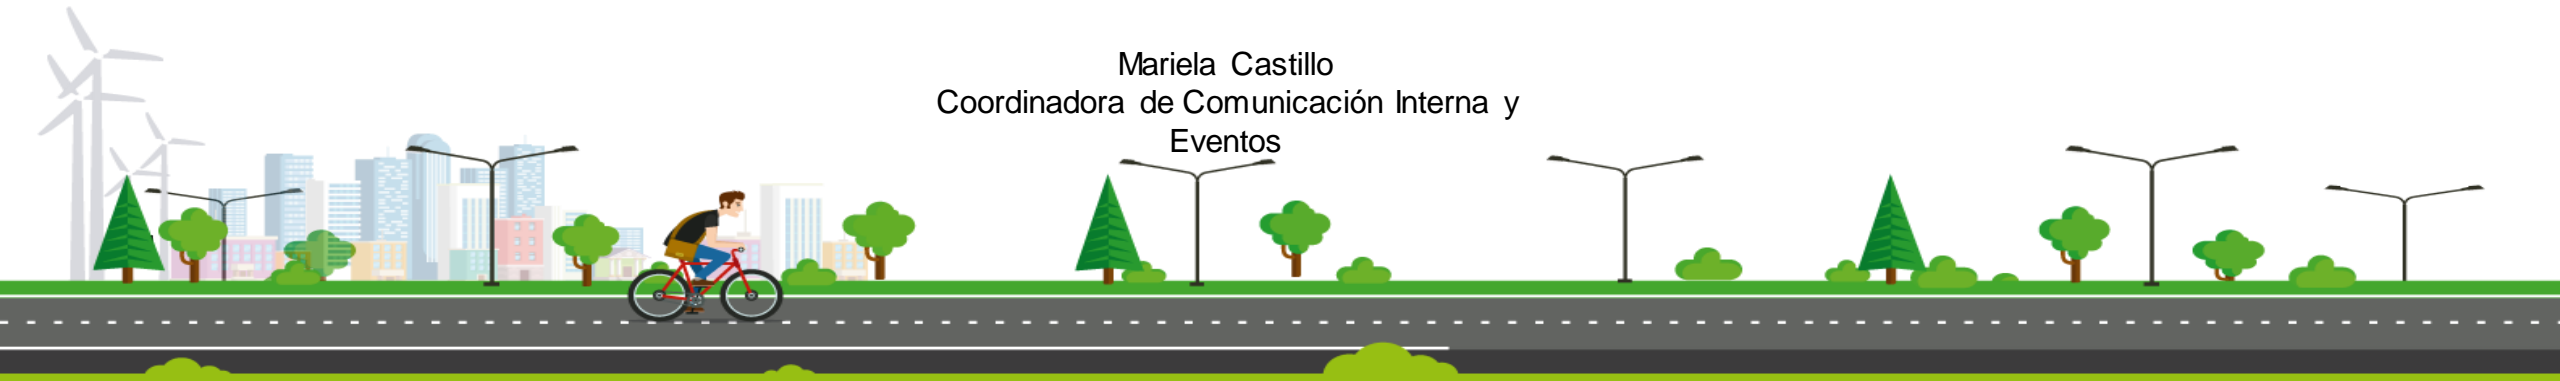 Mariela Castillo
Coordinadora de Comunicación Interna y
Eventos